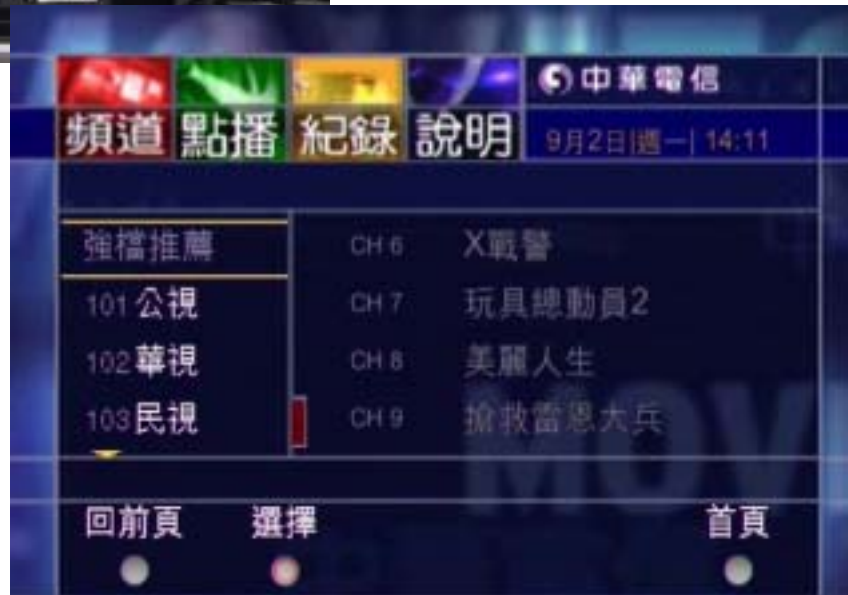 中華電信
頻道 點播 紀錄 說明 9月2日|週一| 14:11
強檔推薦 CH 6 X戰警
101 公視 CH 7 玩具總動員2
102 華視 CH 8 美麗人生
103 民視 CH 9 搶救雷恩大兵
MOV
回前頁 選擇 首頁